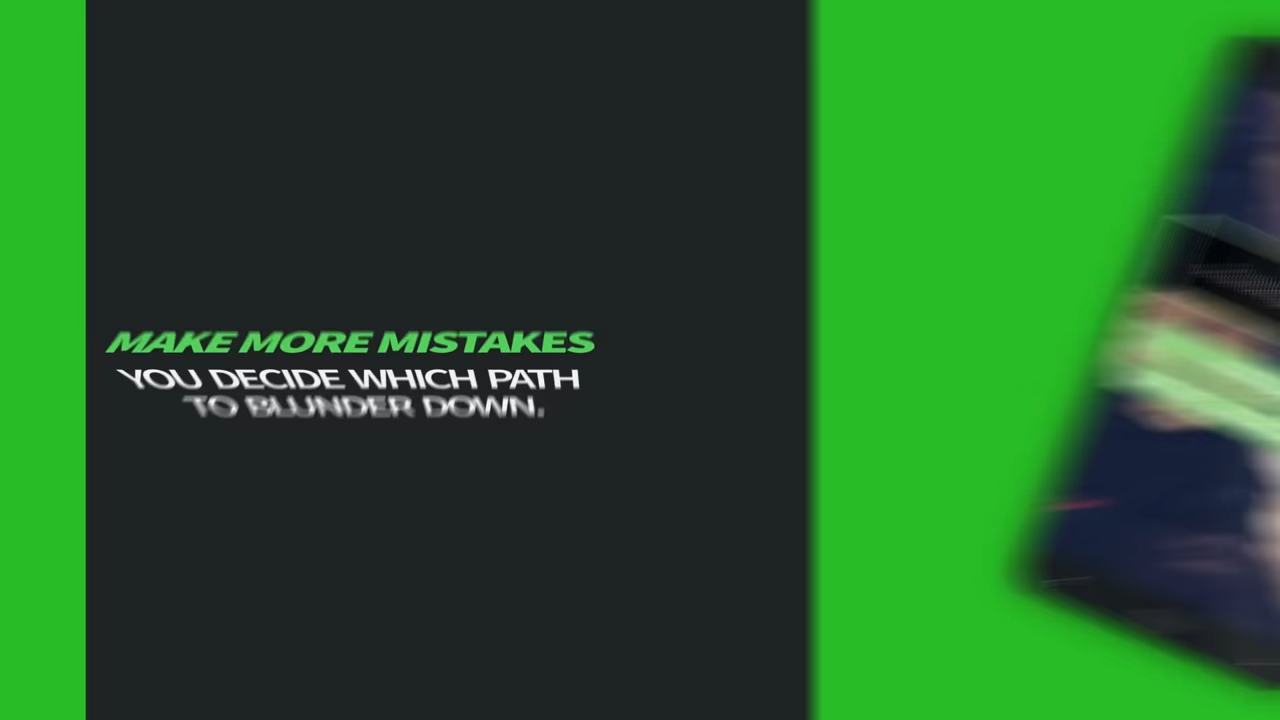 MAKE MORE MISTAKES
YOU DECIDE WHICH PATH
TO BLUNDER DOWN.